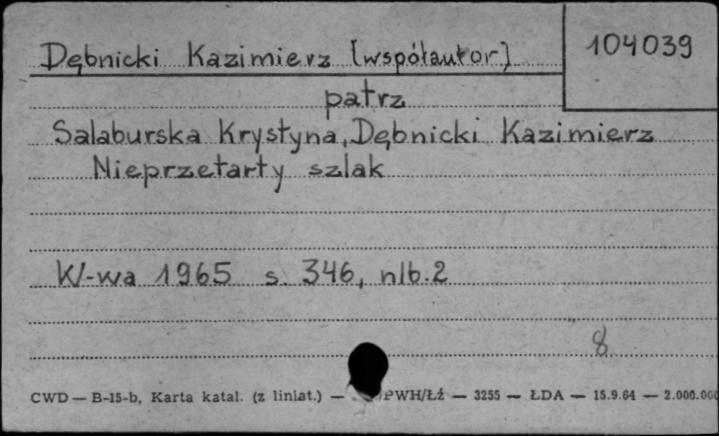 Dębnicki Kazimierz [współautor]
104039
patrz
Salaburska Krystyna, Dębnicki Kazimierz
Nieprzetarty szlak
W-wa 1965 s. 346, nlb. 2
8
CWD — B-15-b, Karta katal. (z liniat.) — PWH/Łź — 3255 — ŁDA — 15.9.64 — 2.000.000